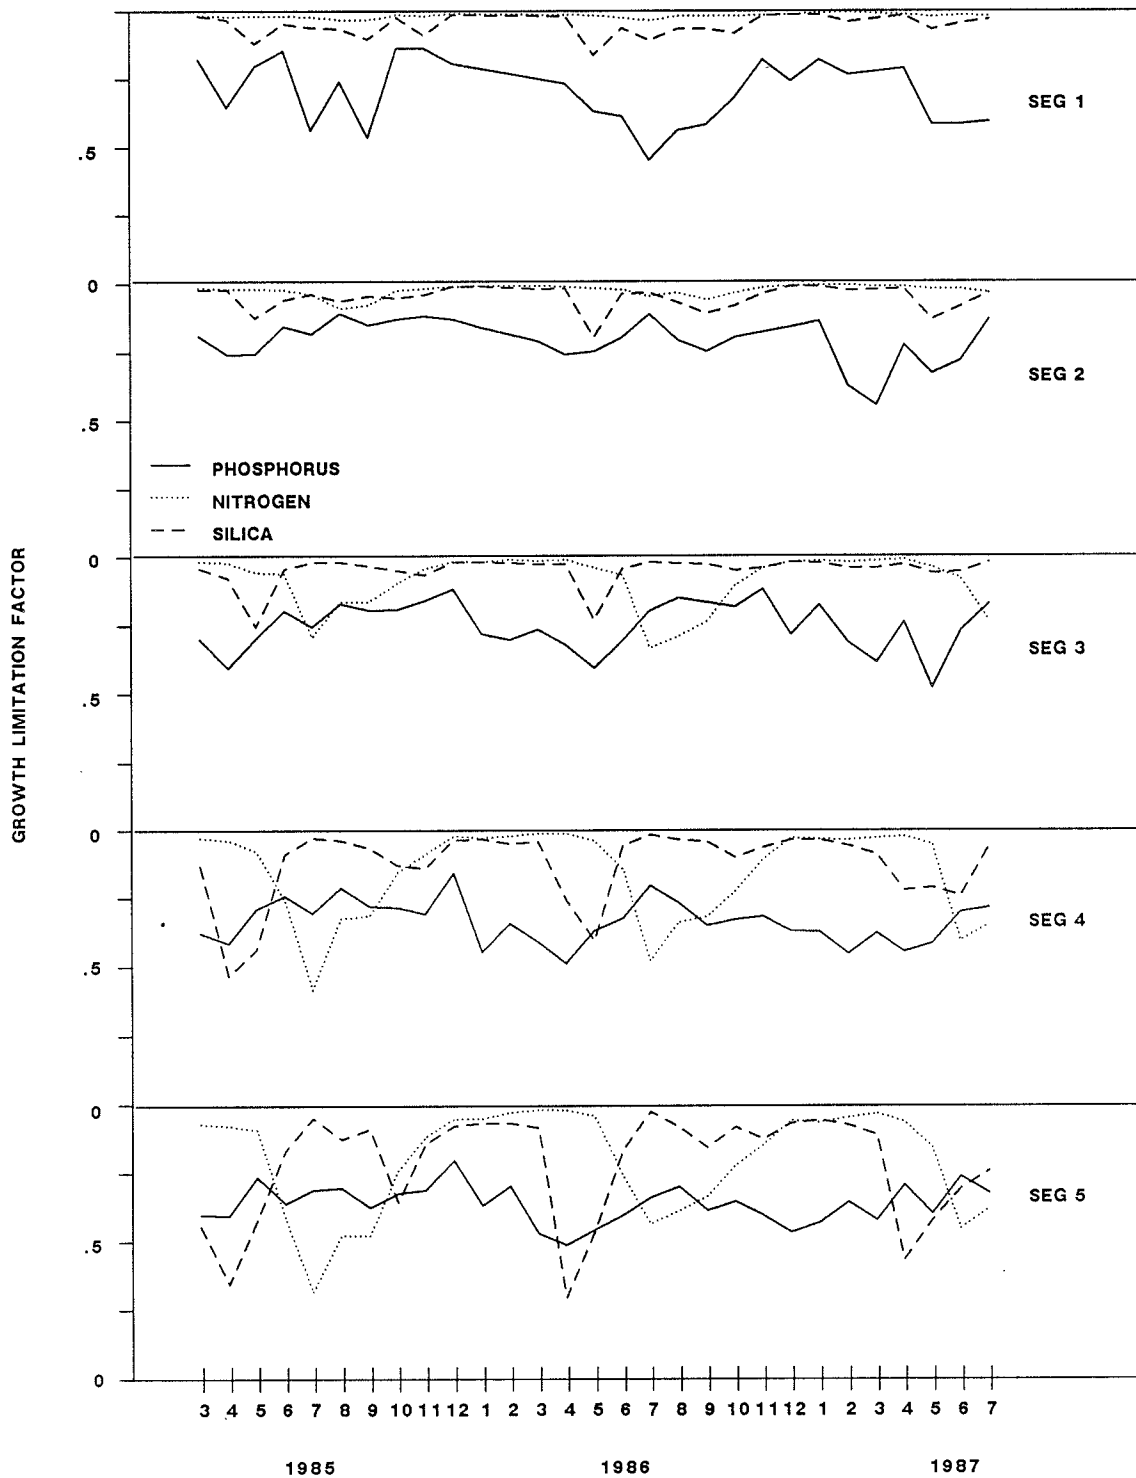 SEG 1
.5
0
SEG 2
.5
PHOSPHORUS
NITROGEN
SILICA
GROWTH LIMITATION FACTOR
0
SEG 3
.5
0
SEG 4
.5
0
SEG 5
.5
0
3 4 5 6 7 8 9 10 11 12 1 2 3 4 5 6 7 8 9 10 11 12 1 2 3 4 5 6 7
1985 1986 1987